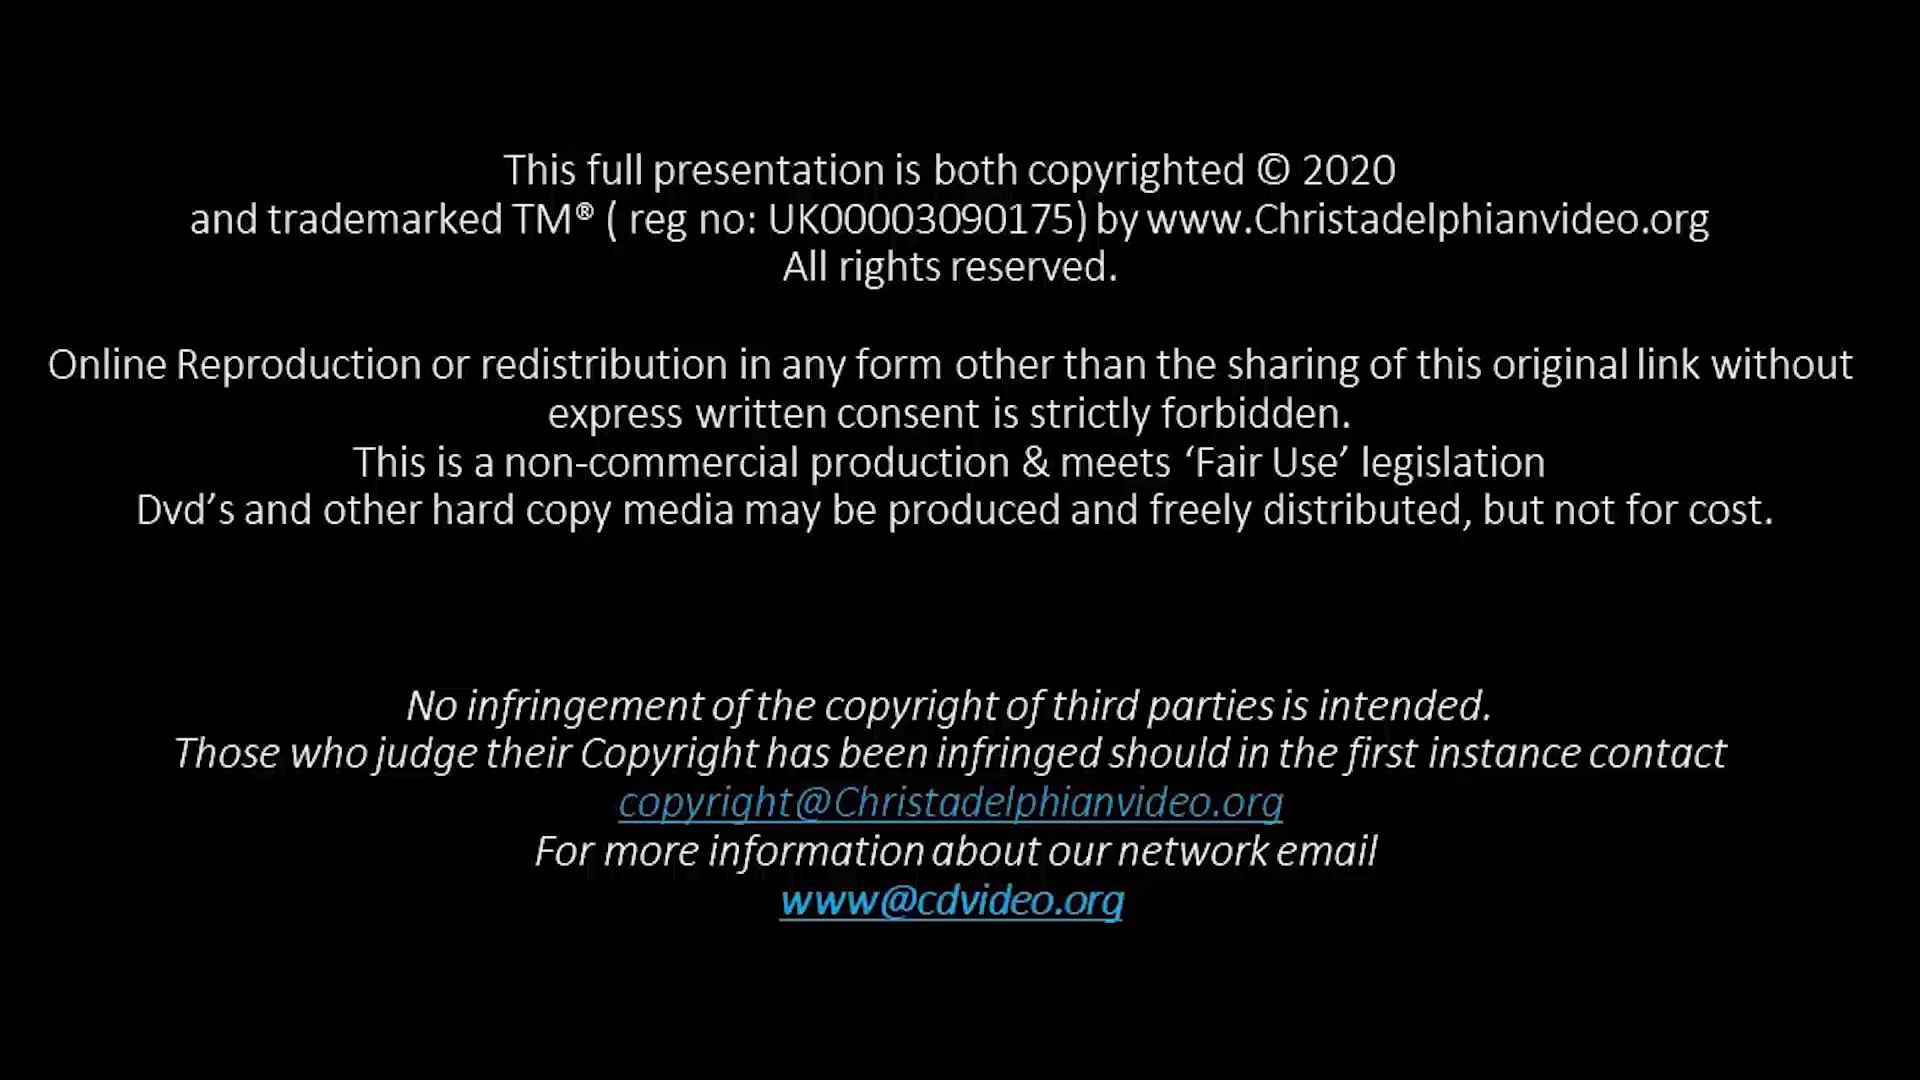 This full presentation is both copyrighted © 2020
and trademarked TM® ( reg no: UK00003090175) by www.Christadelphianvideo.org
All rights reserved.
Online Reproduction or redistribution in any form other than the sharing of this original link without
express written consent is strictly forbidden.
This is a non-commercial production & meets ‘Fair Use’ legislation
Dvd’s and other hard copy media may be produced and freely distributed, but not for cost.
No infringement of the copyright of third parties is intended.
Those who judge their Copyright has been infringed should in the first instance contact
copyright@Christadelphianvideo.org
For more information about our network email
www@cdvideo.org